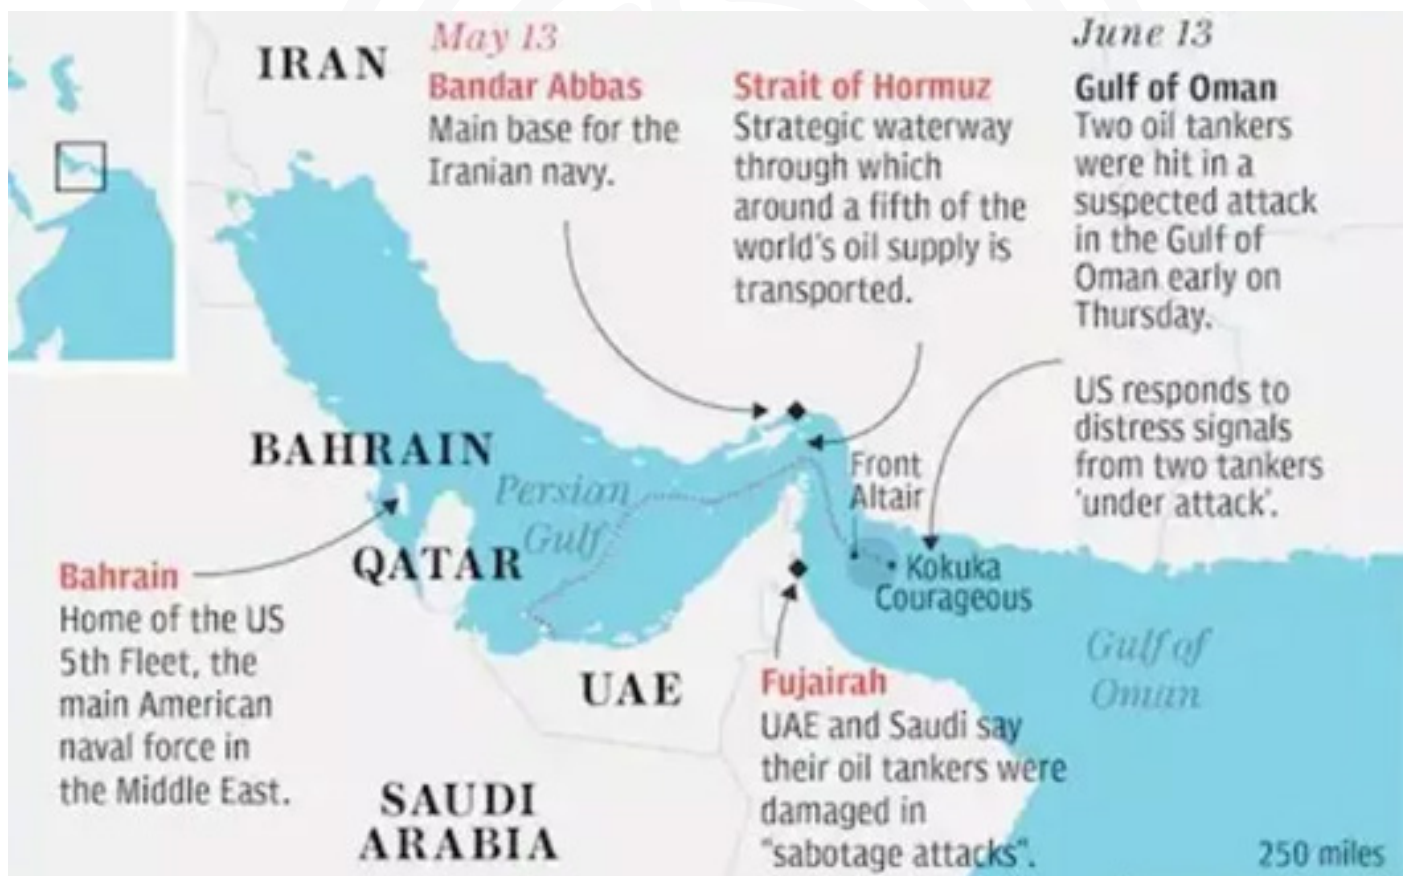 IRAN
May 13
Bandar Abbas
Main base for the
Iranian navy.
Strait of Hormuz
Strategic waterway
through which
around a fifth of the
world's oil supply is
transported.
June 13
Gulf of Oman
Two oil tankers
were hit in a
suspected attack
in the Gulf of
Oman early on
Thursday.
US responds to
distress signals
from two tankers
'under attack'.
BAHRAIN
Persian
Gulf
Front
Altair
QATAR
Kokuka
Courageous
Bahrain
Home of the US
5th Fleet, the
main American
naval force in
the Middle East.
UAE
Gulf of
Oman
Fujairah
UAE and Saudi say
their oil tankers were
damaged in
"sabotage attacks".
SAUDI
ARABIA
250 miles